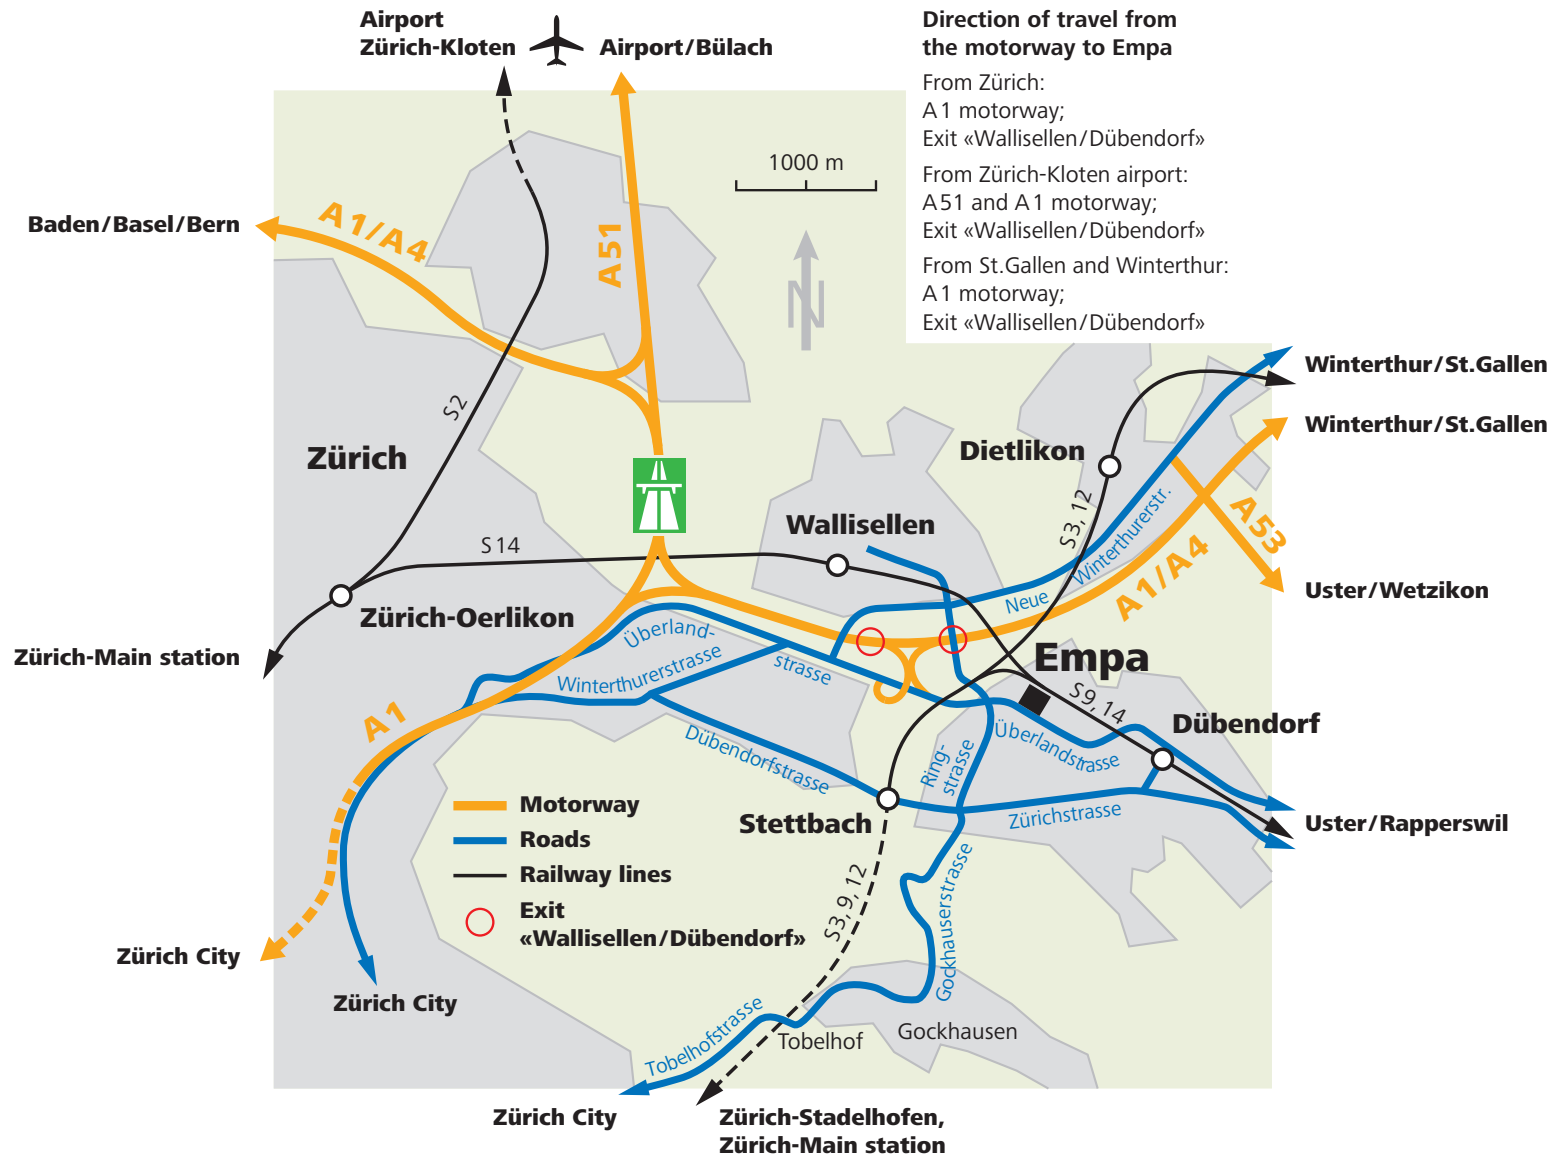 Airport
Zürich-Kloten
Airport/Bülach
Direction of travel from
the motorway to Empa
From Zürich:
A1 motorway;
Exit «Wallisellen/Dübendorf»
From Zürich-Kloten airport:
A51 and A1 motorway;
Exit «Wallisellen/Dübendorf»
From St.Gallen and Winterthur:
A1 motorway;
Exit «Wallisellen/Dübendorf»
1000 m
N
Baden/Basel/Bern
A1/A4
A51
S2
Zürich
Winterthur/St.Gallen
Winterthur/St.Gallen
Dietlikon
Wallisellen
S3, 12
Winterthurerstr.
Neue
A53
A1/A4
S14
Uster/Wetzikon
Zürich-Oerlikon
Zürich-Main station
Überland-
strasse
Winterthurerstrasse
Empa
S9, 14
Dübendorf
A1
Dübendorfstrasse
Ring-
strasse
Überlandstrasse
Zürichstrasse
Stettbach
Uster/Rapperswil
Motorway
Roads
Railway lines
Exit
«Wallisellen/Dübendorf»
S3, 9, 12
Gockhauserstrasse
Zürich City
Zürich City
Tobelhofstrasse
Tobelhof
Gockhausen
Zürich City
Zürich-Stadelhofen,
Zürich-Main station